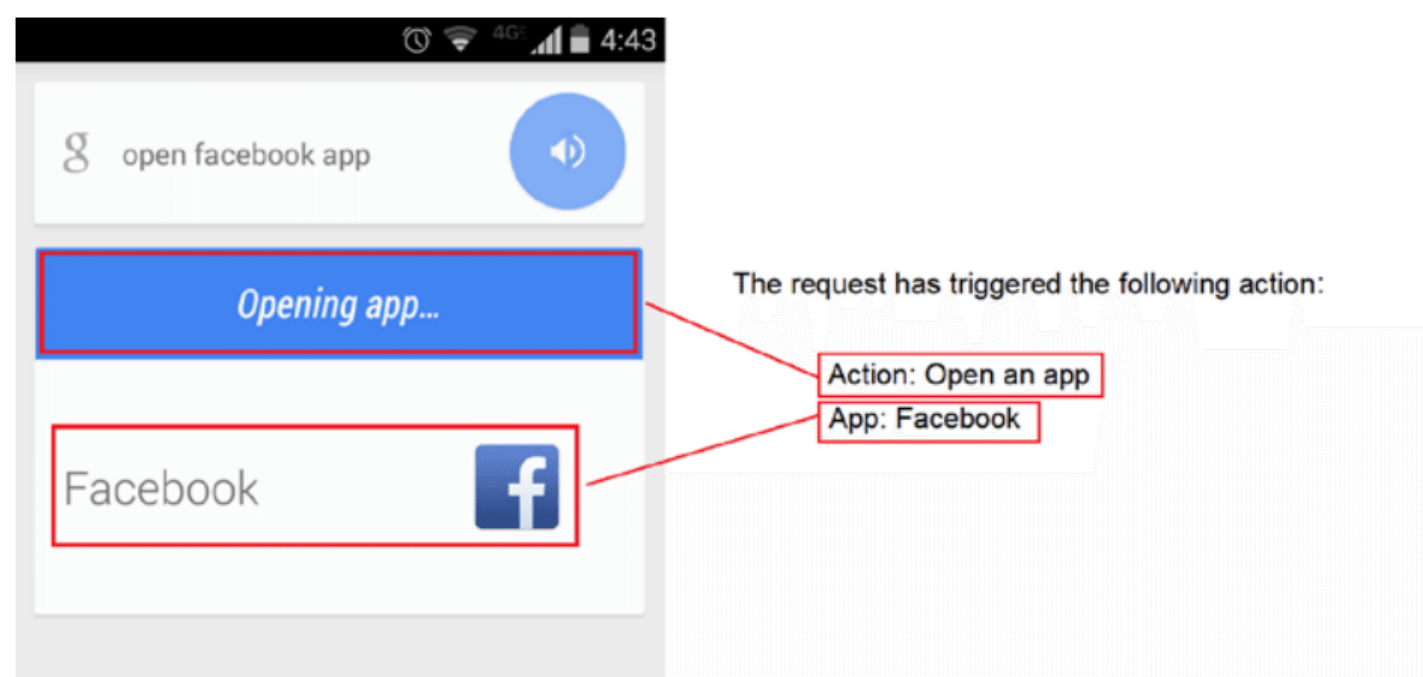 4G 4:43
g open facebook app
Opening app...
Facebook f
The request has triggered the following action:
Action: Open an app
App: Facebook